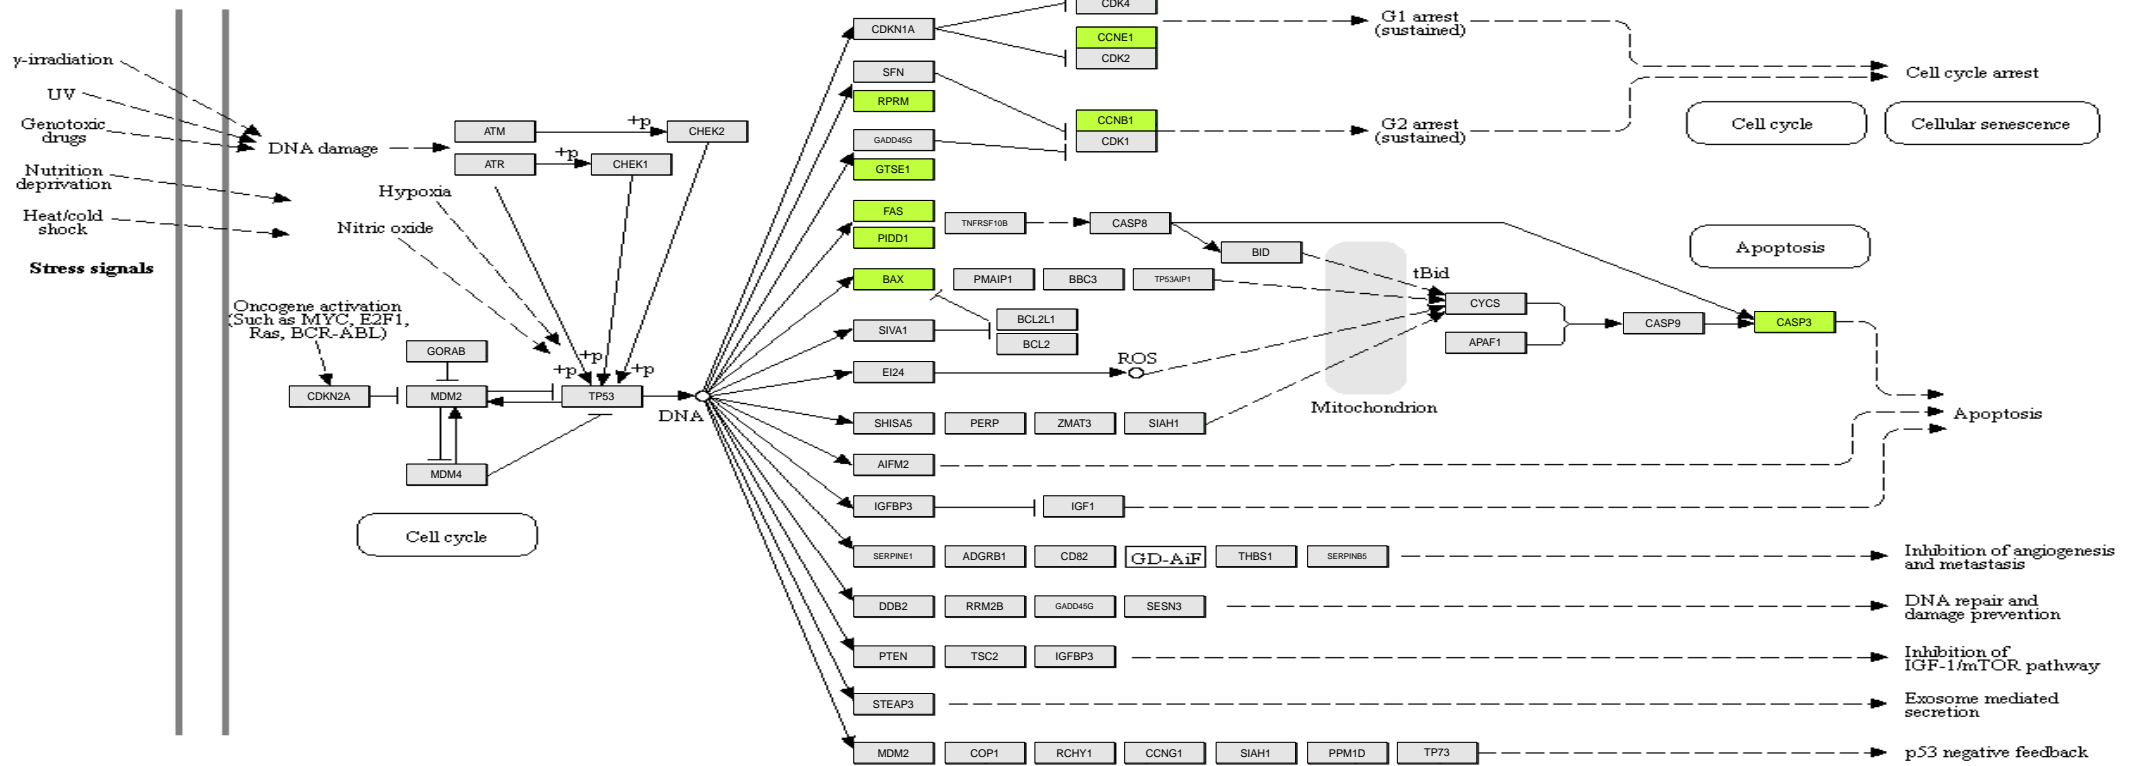 CDK4
CDKN1A
CCNE1
CDK2
G1 arrest
(sustained)
γ-irradiation
UV
Genotoxic
drugs
Nutrition
deprivation
Heat/cold
shock
Stress signals
DNA damage
ATM
+p
CHEK2
ATR
+p
CHEK1
Hypoxia
Nitric oxide
SFN
RPRM
GADD45G
GTSE1
CCNB1
CDK1
G2 arrest
(sustained)
Cell cycle arrest
Cell cycle
Cellular senescence
FAS
PIDD1
TNFRSF10B
CASP8
BID
Apoptosis
BAX
PMAIP1
BBC3
TP53AIP1
tBid
CYCS
SIVA1
BCL2L1
BCL2
APAF1
CASP9
CASP3
Oncogene activation
(Such as MYC, E2F1,
Ras, BCR-ABL)
GORAB
CDKN2A
MDM2
+p
+p
+p
TP53
DNA
MDM4
Cell cycle
EI24
ROS
Mitochondrion
SHISA5
PERP
ZMAT3
SIAH1
Apoptosis
AIFM2
IGFBP3
IGF1
SERPINE1
ADGRB1
CD82
GD-AiF
THBS1
SERPINB5
Inhibition of angiogenesis
and metastasis
DDB2
RRM2B
GADD45G
SESN3
DNA repair and
damage prevention
PTEN
TSC2
IGFBP3
Inhibition of
IGF-1/mTOR pathway
STEAP3
Exosome mediated
secretion
MDM2
COP1
RCHY1
CCNG1
SIAH1
PPM1D
TP73
p53 negative feedback